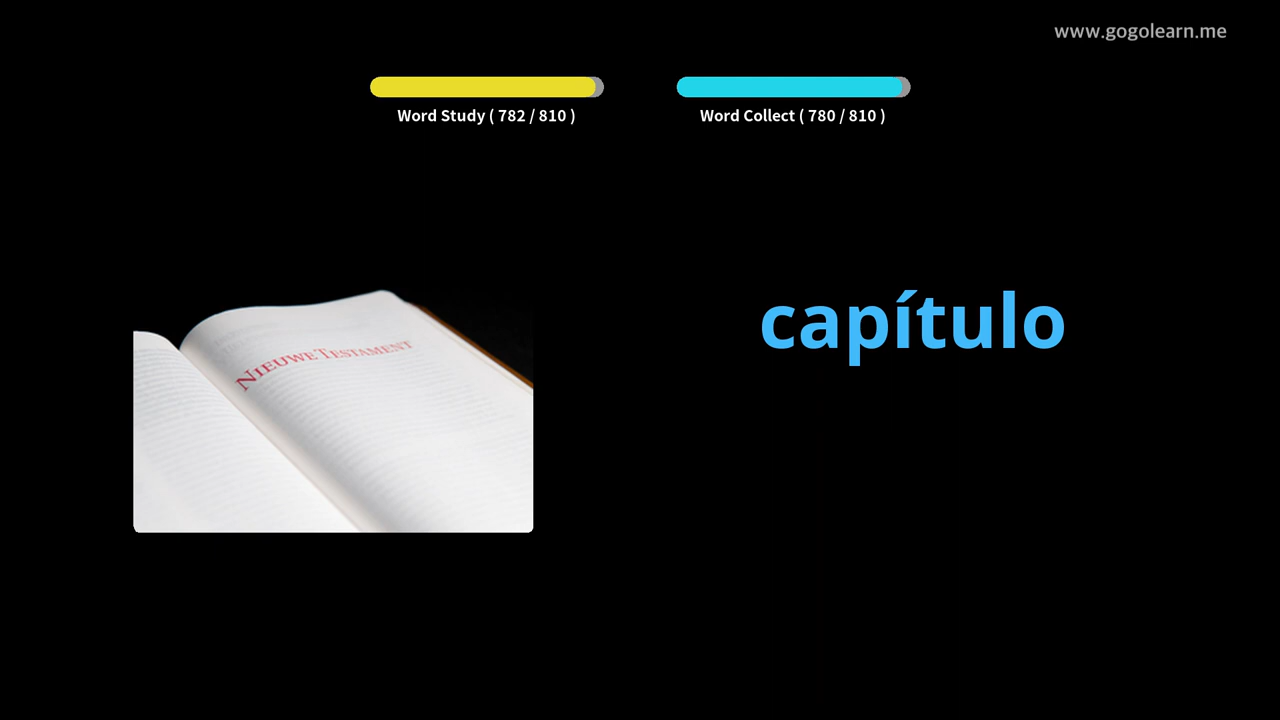 www.gogolearn.me
Word Study ( 782 / 810 )
Word Collect ( 780 / 810 )
capítulo
NIEUWE TESTAMENT